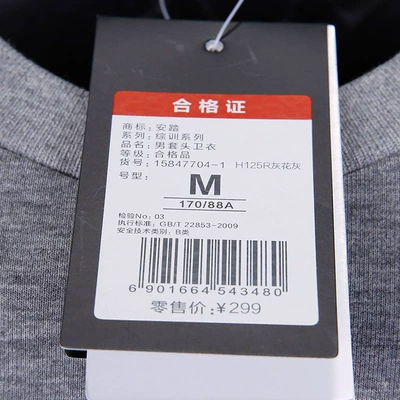 合格证
商标: 安踏
系列: 综训系列
品名: 男套头卫衣
等级: 合格品
货号: 15847704-1 H125R灰花灰
号型: M
170/88A
检验No: 03
执行标准: GB/T 22853-2009
安全技术类别: B类
6 901664 543480
零售价: ¥299